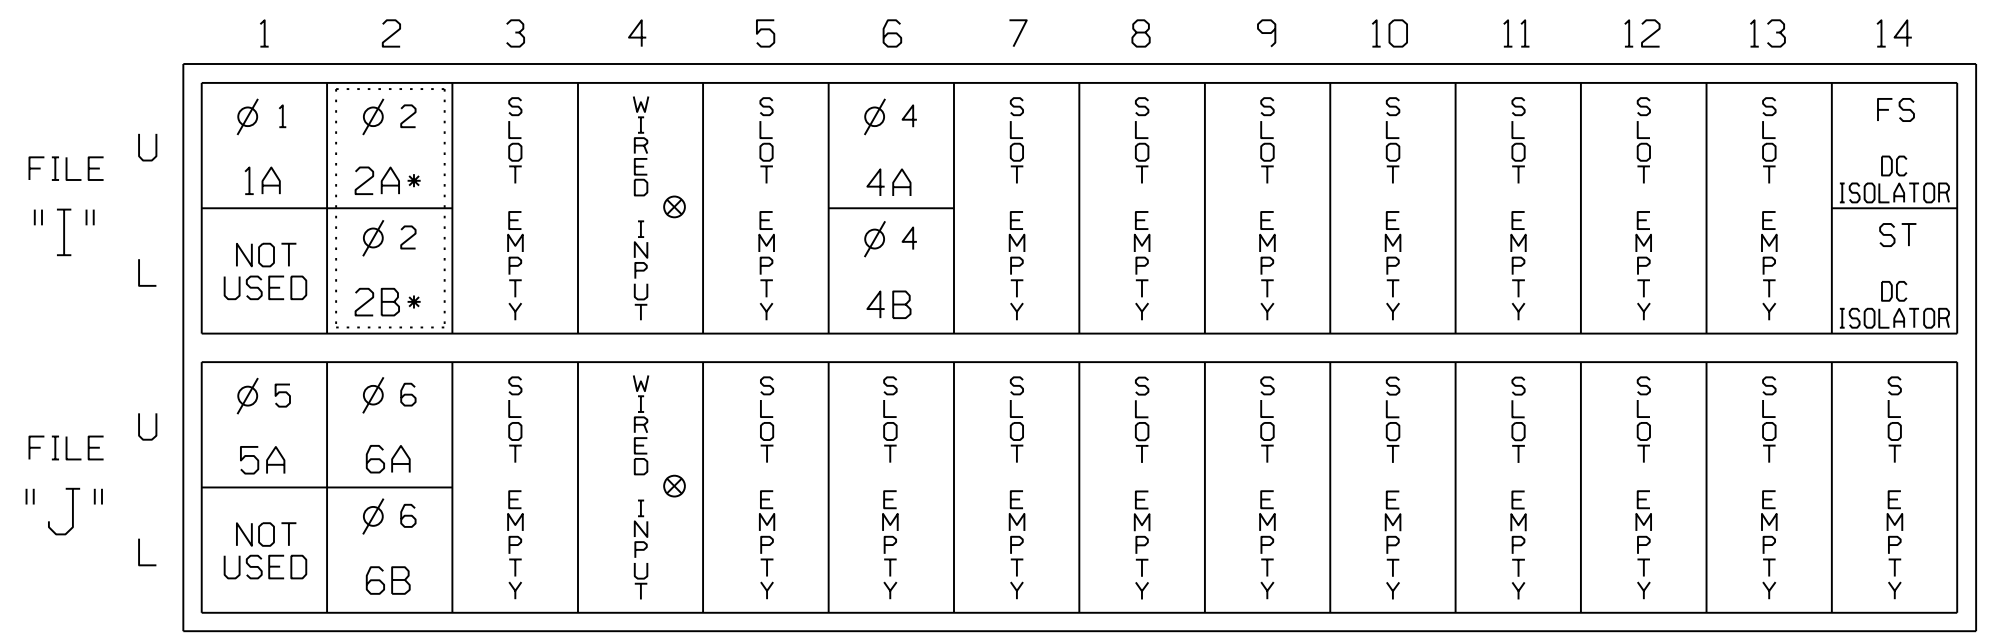 1 2 3 4 5 6 7 8 9 10 11 12 13 14
FILE "I"
U
L
Ø 1
1A
NOT USED
Ø 2
2A*
Ø 2
2B*
SLOT EMPTY
WIRED INPUT ⊗
SLOT EMPTY
Ø 4
4A
Ø 4
4B
SLOT EMPTY
SLOT EMPTY
SLOT EMPTY
SLOT EMPTY
SLOT EMPTY
SLOT EMPTY
SLOT EMPTY
FS
DC
ISOLATOR
ST
DC
ISOLATOR
FILE "J"
U
L
Ø 5
5A
NOT USED
Ø 6
6A
Ø 6
6B
SLOT EMPTY
WIRED INPUT ⊗
SLOT EMPTY
SLOT EMPTY
SLOT EMPTY
SLOT EMPTY
SLOT EMPTY
SLOT EMPTY
SLOT EMPTY
SLOT EMPTY
SLOT EMPTY
SLOT EMPTY